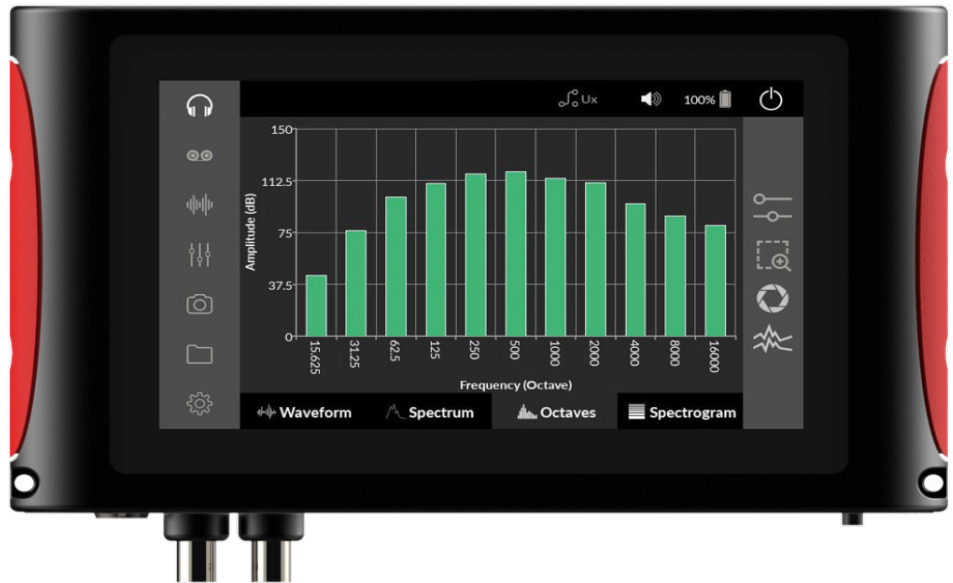 Ux
100%
150
112.5
75
37.5
0
Amplitude (dB)
15.625
31.25
62.5
125
250
500
1000
2000
4000
8000
16000
Frequency (Octave)
Waveform
Spectrum
Octaves
Spectrogram